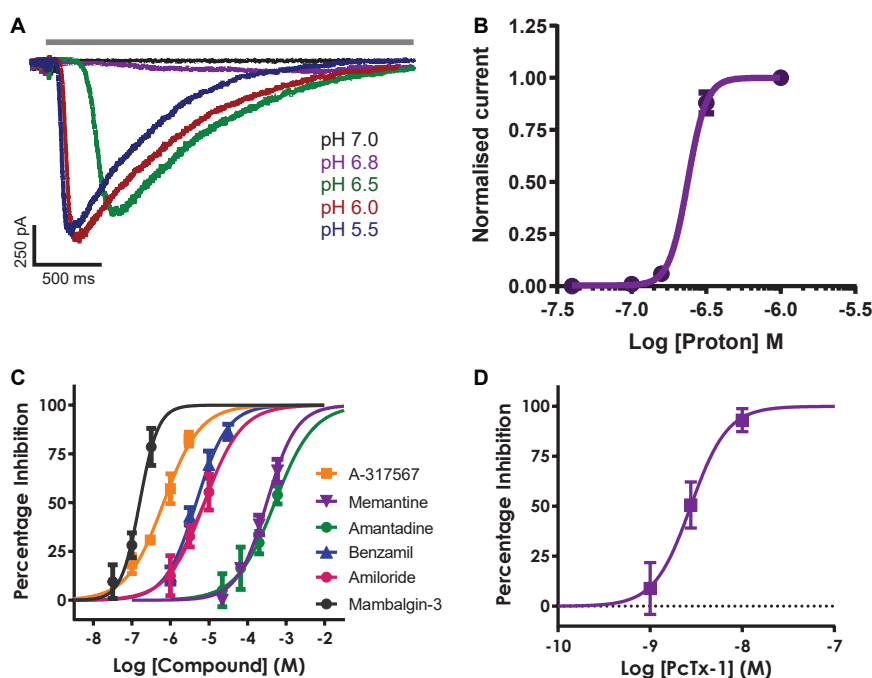 A
pH 7.0
pH 6.8
pH 6.5
pH 6.0
pH 5.5
250 pA
500 ms
B
Normalised current
1.25
1.00
0.75
0.50
0.25
0.00
-7.5 -7.0 -6.5 -6.0 -5.5
Log [Proton] M
C
Percentage Inhibition
100
75
50
25
0
-8 -7 -6 -5 -4 -3 -2
Log [Compound] (M)
A-317567
Memantine
Amantadine
Benzamil
Amiloride
Mambalgin-3
D
Percentage Inhibition
100
75
50
25
0
-10 -9 -8 -7
Log [PcTx-1] (M)